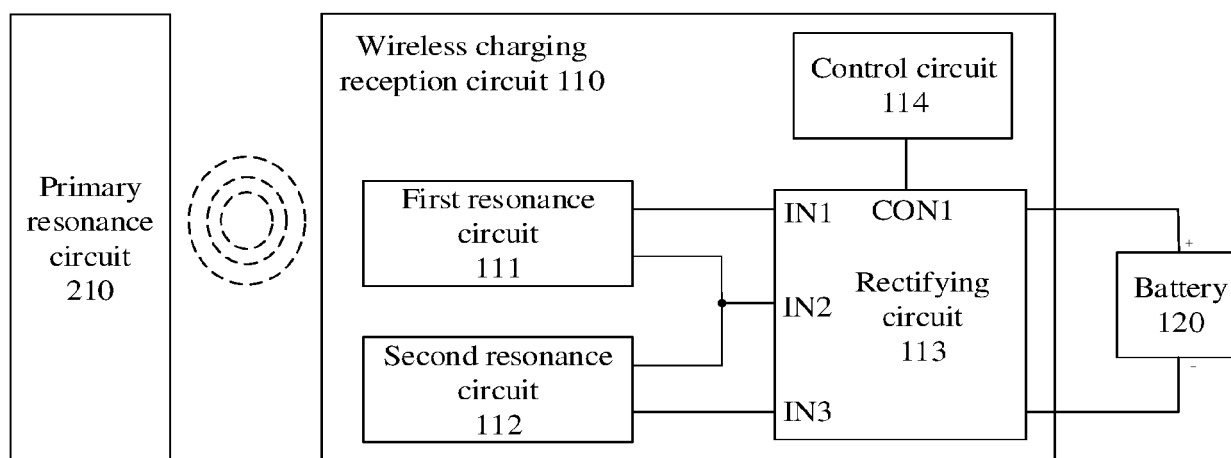 Primary
resonance
circuit
210
Wireless charging
reception circuit 110
Control circuit
114
First resonance
circuit
111
Second resonance
circuit
112
IN1
CON1
IN2
IN3
Rectifying
circuit
113
+
Battery
120
-